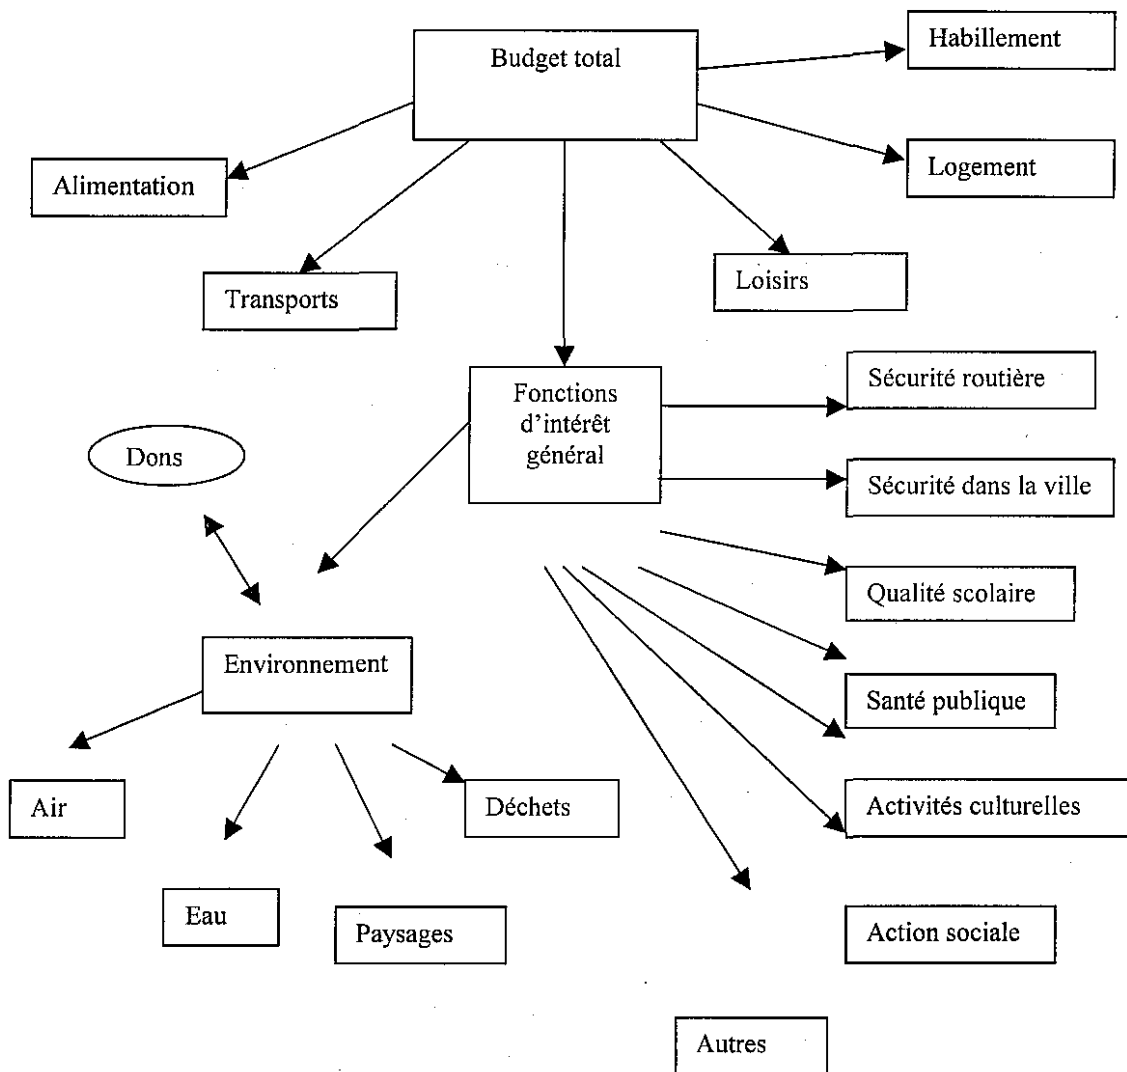 Budget total
Habillement
Logement
Alimentation
Transports
Loisirs
Fonctions
d'intérêt
général
Sécurité routière
Dons
Sécurité dans la ville
Qualité scolaire
Environnement
Santé publique
Air
Déchets
Activités culturelles
Eau
Paysages
Action sociale
Autres